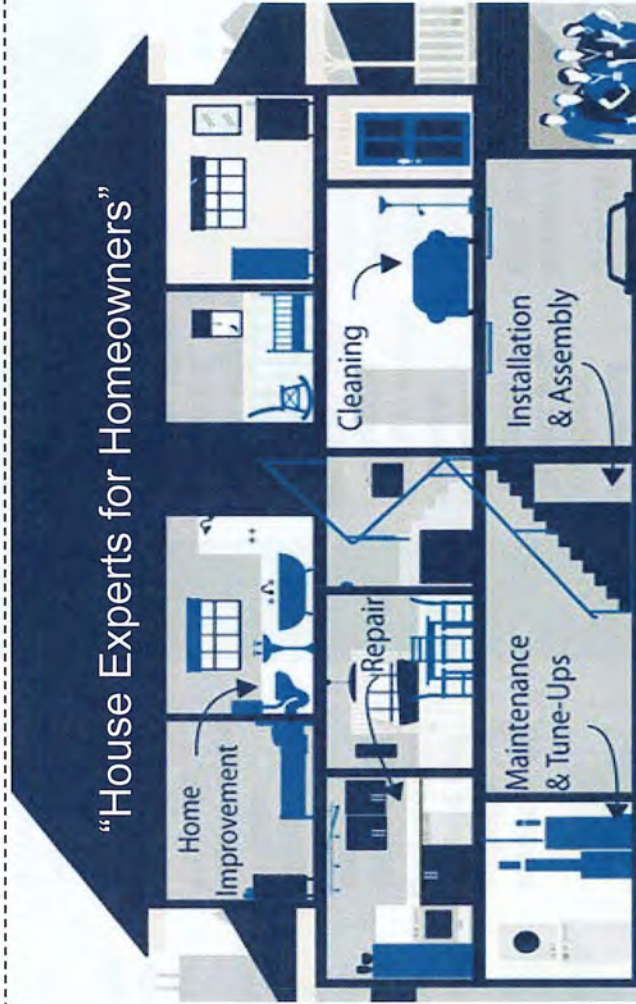 “House Experts for Homeowners”
Home
Improvement
Repair
Cleaning
Maintenance
& Tune-Ups
Installation
& Assembly